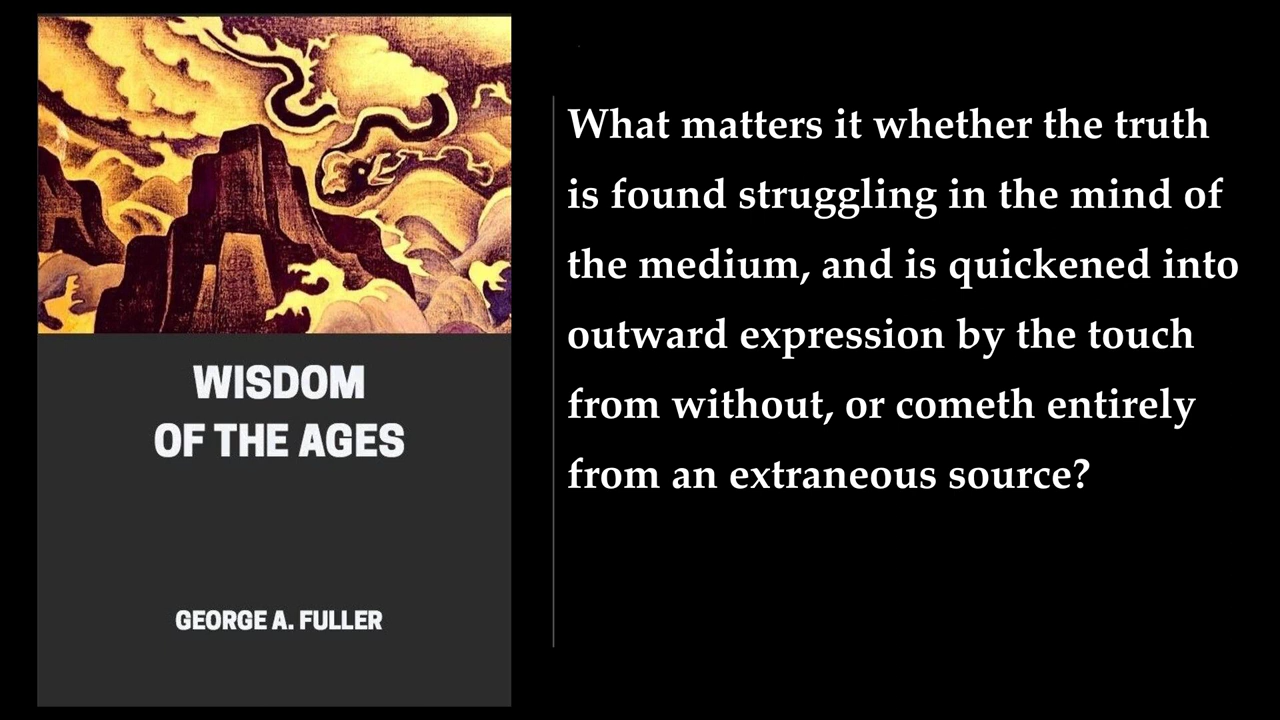 WISDOM
OF THE AGES
GEORGE A. FULLER
What matters it whether the truth
is found struggling in the mind of
the medium, and is quickened into
outward expression by the touch
from without, or cometh entirely
from an extraneous source?